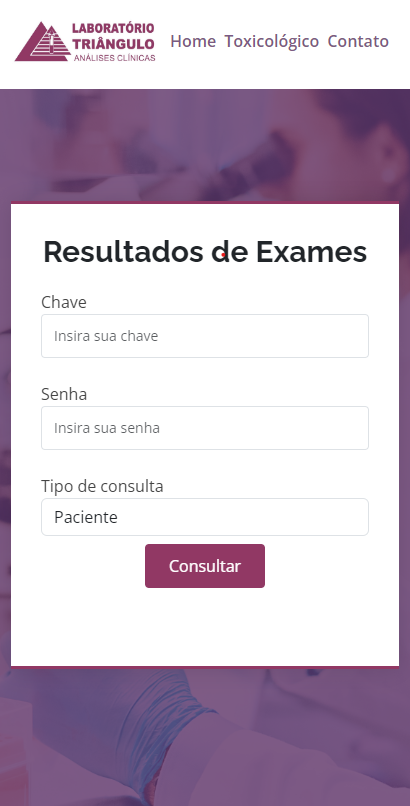 LABORATÓRIO
TRIÂNGULO
ANÁLISES CLÍNICAS
Home Toxicológico Contato
Resultados de Exames
Chave
Insira sua chave
Senha
Insira sua senha
Tipo de consulta
Paciente
Consultar